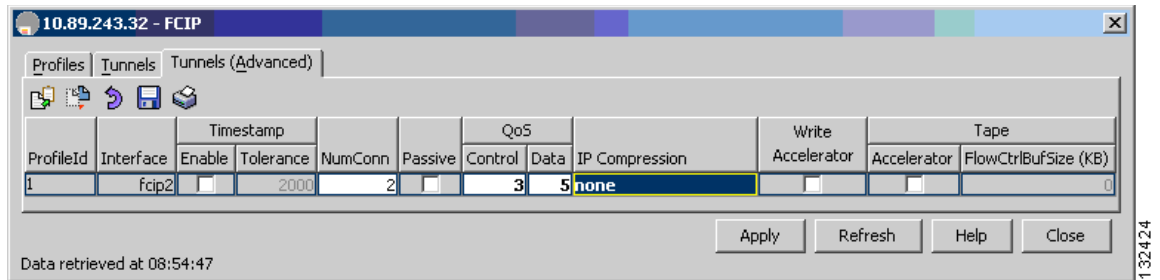 10.89.243.32 - FCIP
Profiles Tunnels Tunnels (Advanced)
Timestamp QoS Write Tape
ProfileId Interface Enable Tolerance NumConn Passive Control Data IP Compression Accelerator Accelerator FlowCtrlBufSize (KB)
1 fcip2 2000 2 3 5 none 0
Apply Refresh Help Close
Data retrieved at 08:54:47
132424